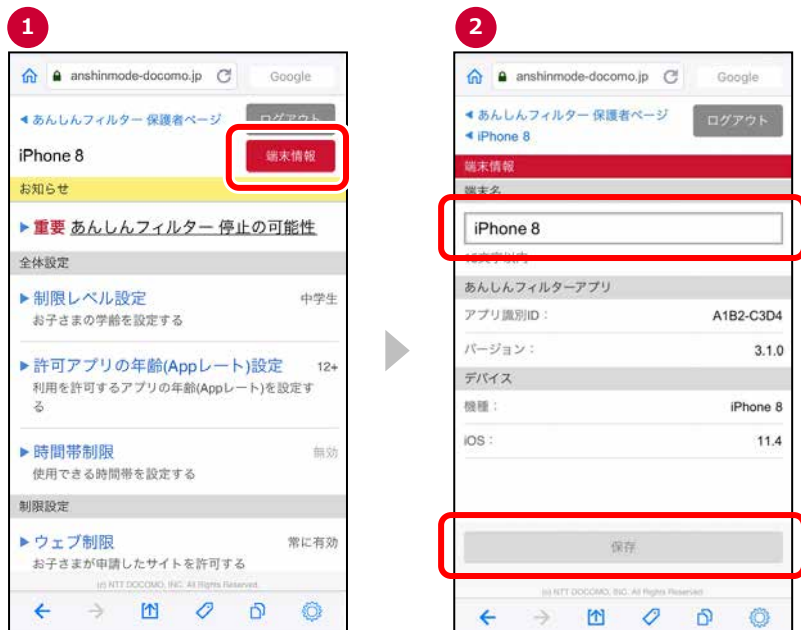 1
anshinmode-docomo.jp
Google
◀ あんしんフィルター 保護者ページ
ログアウト
iPhone 8
端末情報
お知らせ
▶ 重要 あんしんフィルター 停止の可能性
全体設定
▶ 制限レベル設定 中学生
お子さまの学齢を設定する
▶ 許可アプリの年齢(Appレート)設定 12+
利用を許可するアプリの年齢(Appレート)を設定す
る
▶ 時間帯制限 無効
使用できる時間帯を設定する
制限設定
▶ ウェブ制限 常に有効
お子さまが申請したサイトを許可する
(c) NTT DOCOMO, INC. All Rights Reserved.
2
anshinmode-docomo.jp
Google
◀ あんしんフィルター 保護者ページ
◀ iPhone 8
ログアウト
端末情報
端末名
iPhone 8
あんしんフィルターアプリ
アプリ識別ID： A1B2-C3D4
バージョン： 3.1.0
デバイス
機種： iPhone 8
iOS： 11.4
保存
(c) NTT DOCOMO, INC. All Rights Reserved.